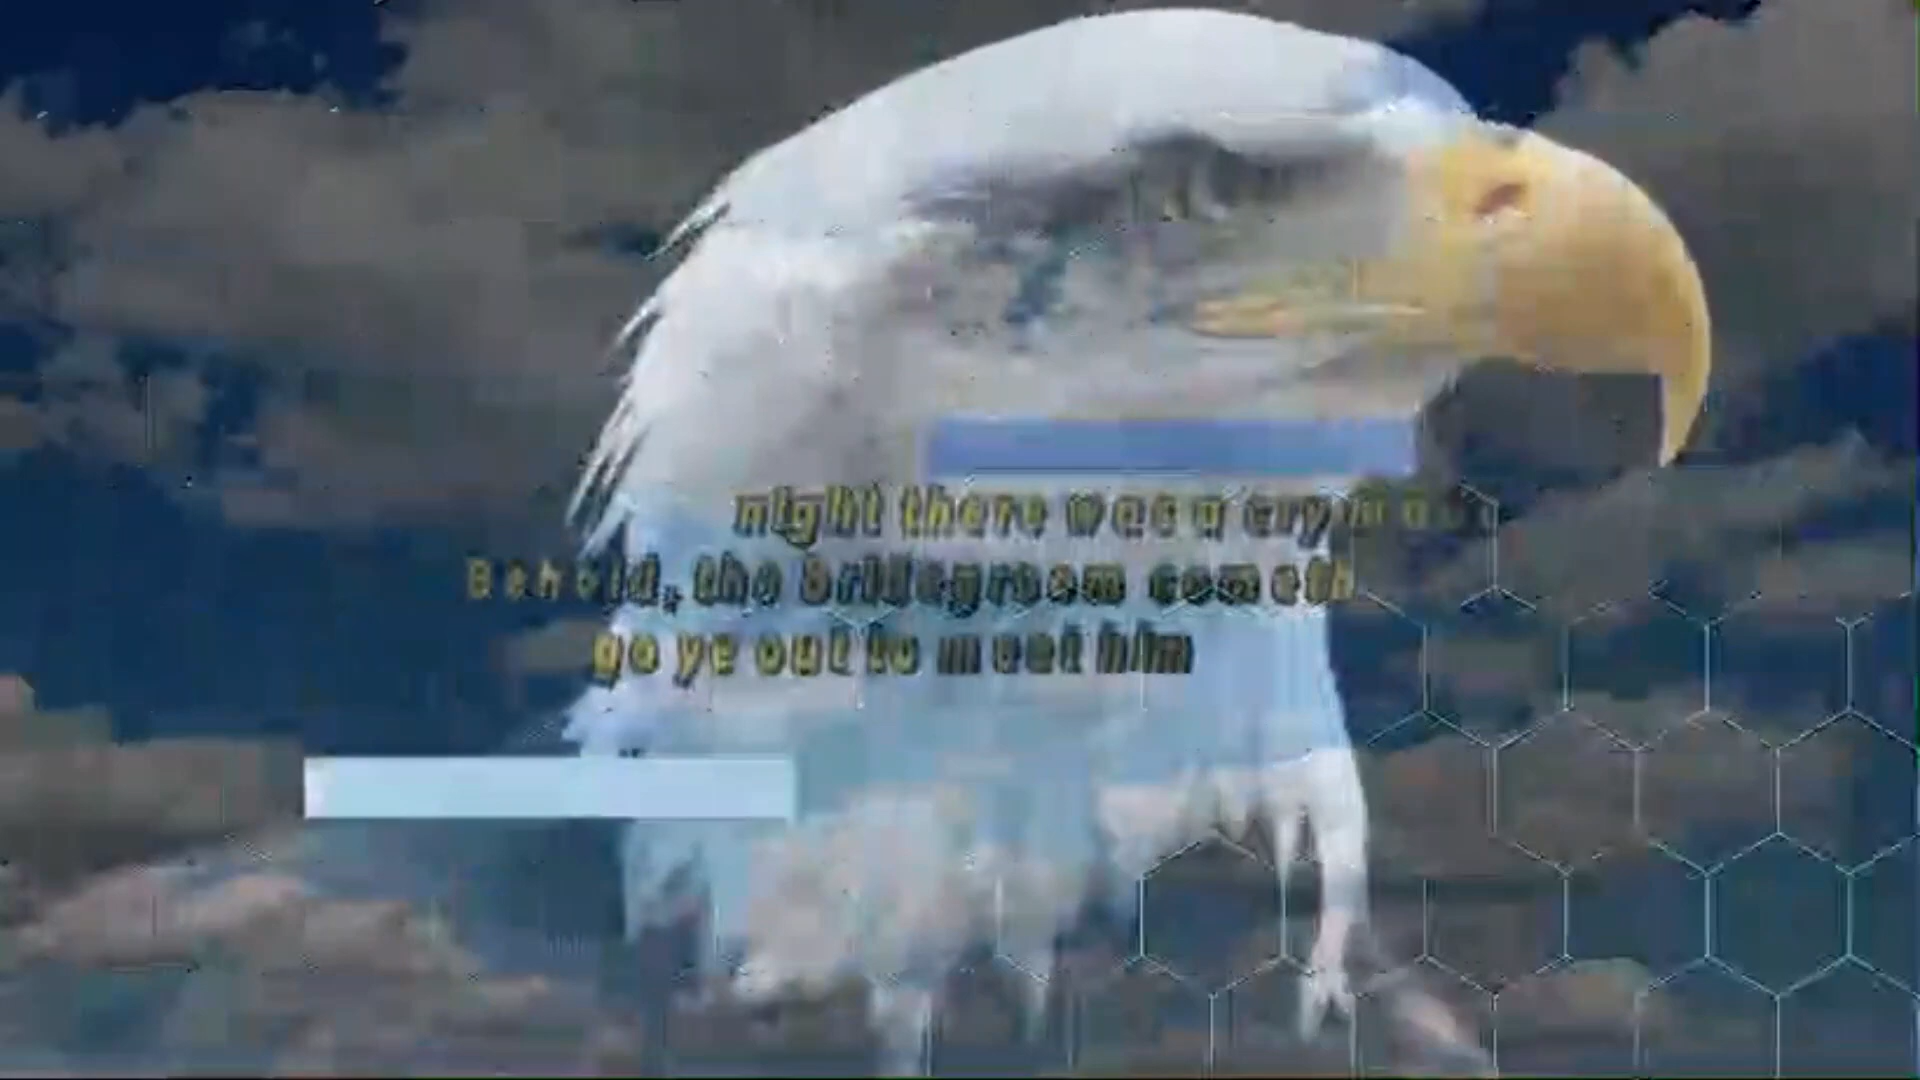 night there was a cry
Behold, the Bridegroom cometh
go ye out to meet him